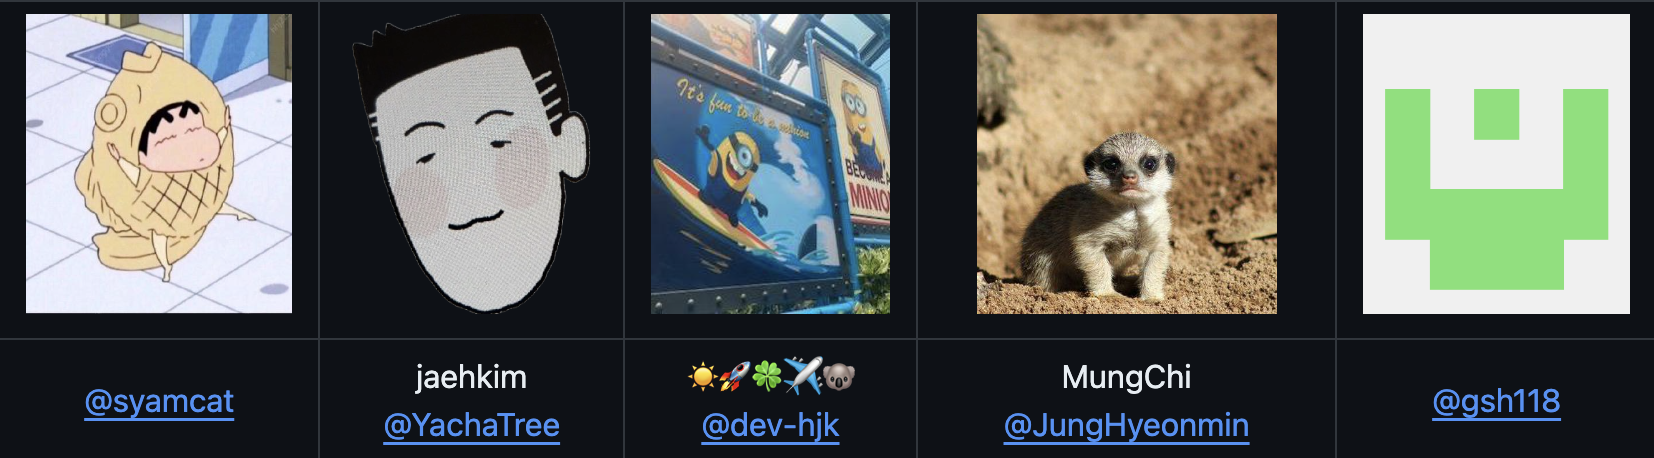 It's fun to be a minion
BECOME A
MINION
@syamcat
jaehkim
@YachaTree
☀️🚀🍀✈️🐨
@dev-hjk
MungChi
@JungHyeonmin
@gsh118